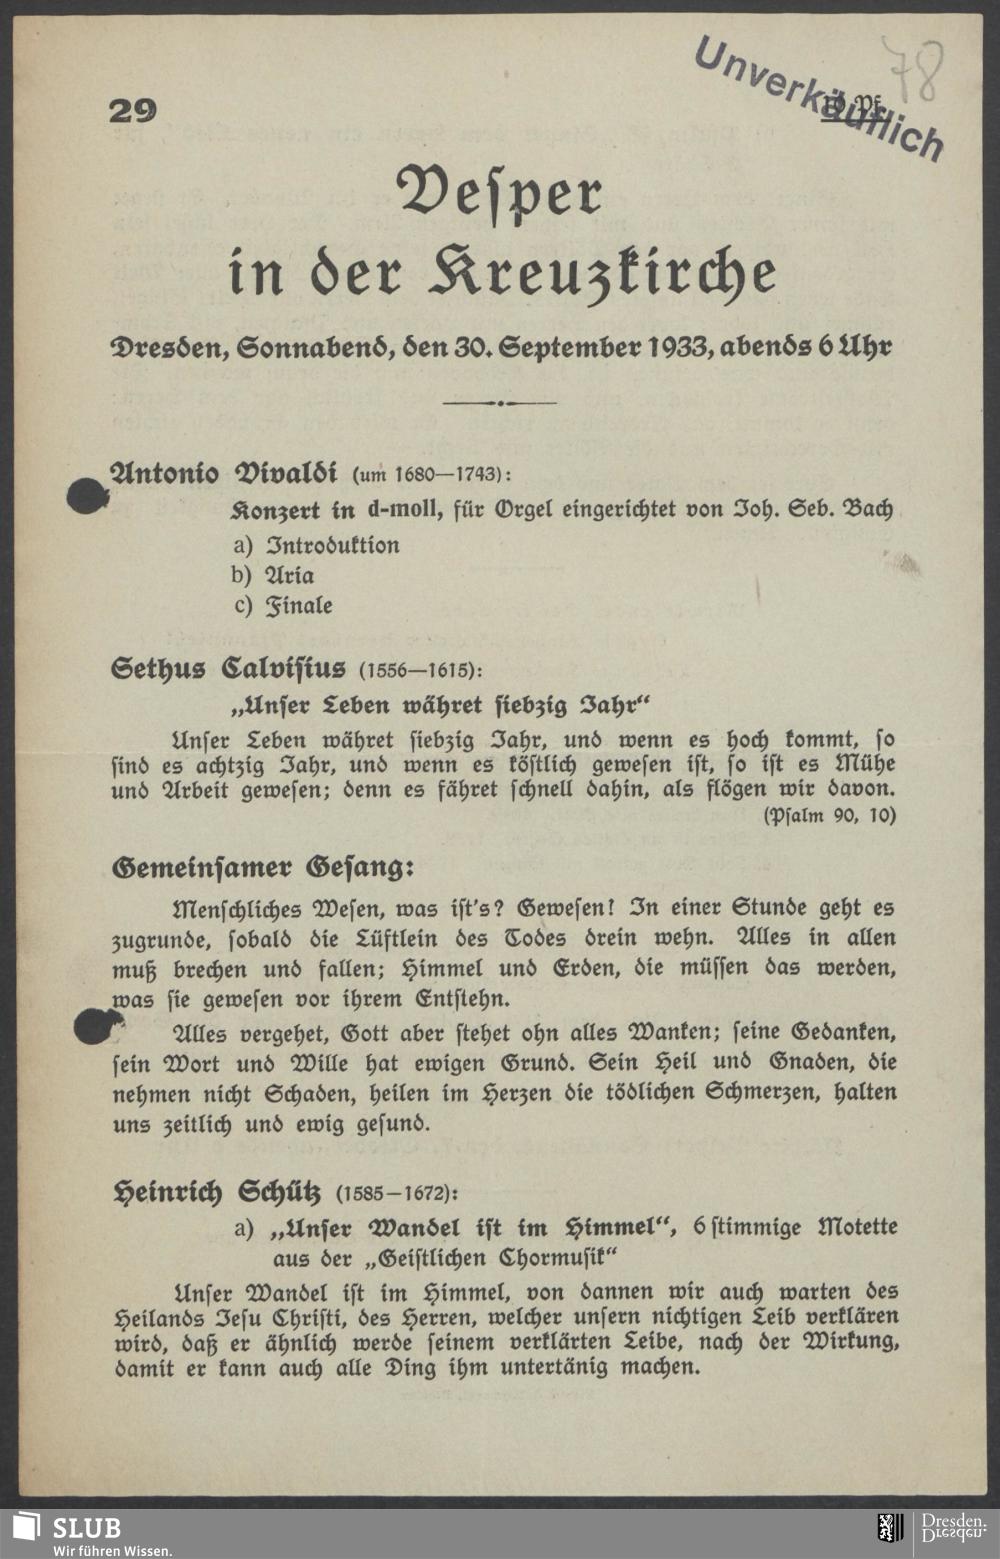 Unverkäuflich
78
29
10 Pf.
Vesper
in der Kreuzkirche
Dresden, Sonnabend, den 30. September 1933, abends 6 Uhr
Antonio Vivaldi (um 1680—1743):
Konzert in d-moll, für Orgel eingerichtet von Joh. Seb. Bach
a) Introduktion
b) Aria
c) Finale
Sethus Calvisius (1556—1615):
„Unser Leben währet siebzig Jahr“
Unser Leben währet siebzig Jahr, und wenn es hoch kommt, so
sind es achtzig Jahr, und wenn es köstlich gewesen ist, so ist es Mühe
und Arbeit gewesen; denn es fähret schnell dahin, als flögen wir davon.
(Psalm 90, 10)
Gemeinsamer Gesang:
Menschliches Wesen, was ist's? Gewesen! In einer Stunde geht es
zugrunde, sobald die Lüftlein des Todes drein wehn. Alles in allen
muß brechen und fallen; Himmel und Erden, die müssen das werden,
was sie gewesen vor ihrem Entstehn.
Alles vergehet, Gott aber stehet ohn alles Wanken; seine Gedanken,
sein Wort und Wille hat ewigen Grund. Sein Heil und Gnaden, die
nehmen nicht Schaden, heilen im Herzen die tödlichen Schmerzen, halten
uns zeitlich und ewig gesund.
Heinrich Schütz (1585—1672):
a) „Unser Wandel ist im Himmel“, 6 stimmige Motette
aus der „Geistlichen Chormusik“
Unser Wandel ist im Himmel, von dannen wir auch warten des
Heilands Jesu Christi, des Herren, welcher unsern nichtigen Leib verklären
wird, daß er ähnlich werde seinem verklärten Leibe, nach der Wirkung,
damit er kann auch alle Ding ihm untertänig machen.
SLUB
Wir führen Wissen.
Dresden.
Dresden.